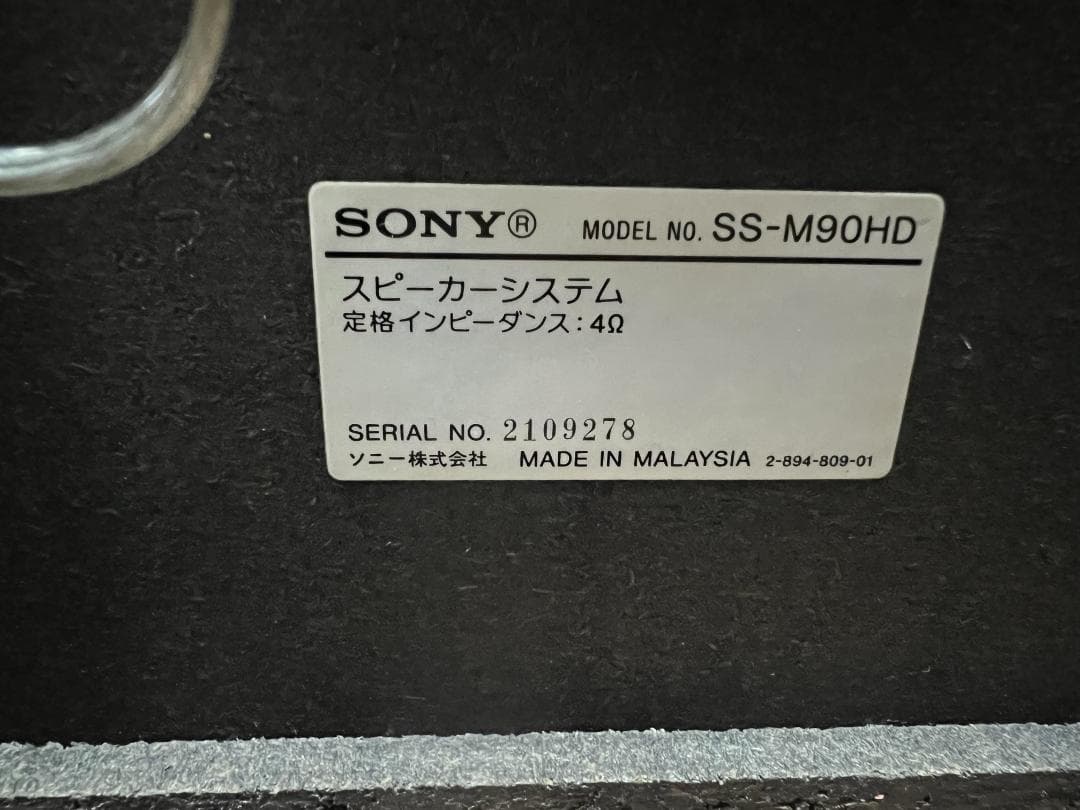 SONY® MODEL NO. SS-M90HD
スピーカーシステム
定格インピーダンス:4Ω
SERIAL NO. 2109278
ソニー株式会社 MADE IN MALAYSIA 2-894-809-01